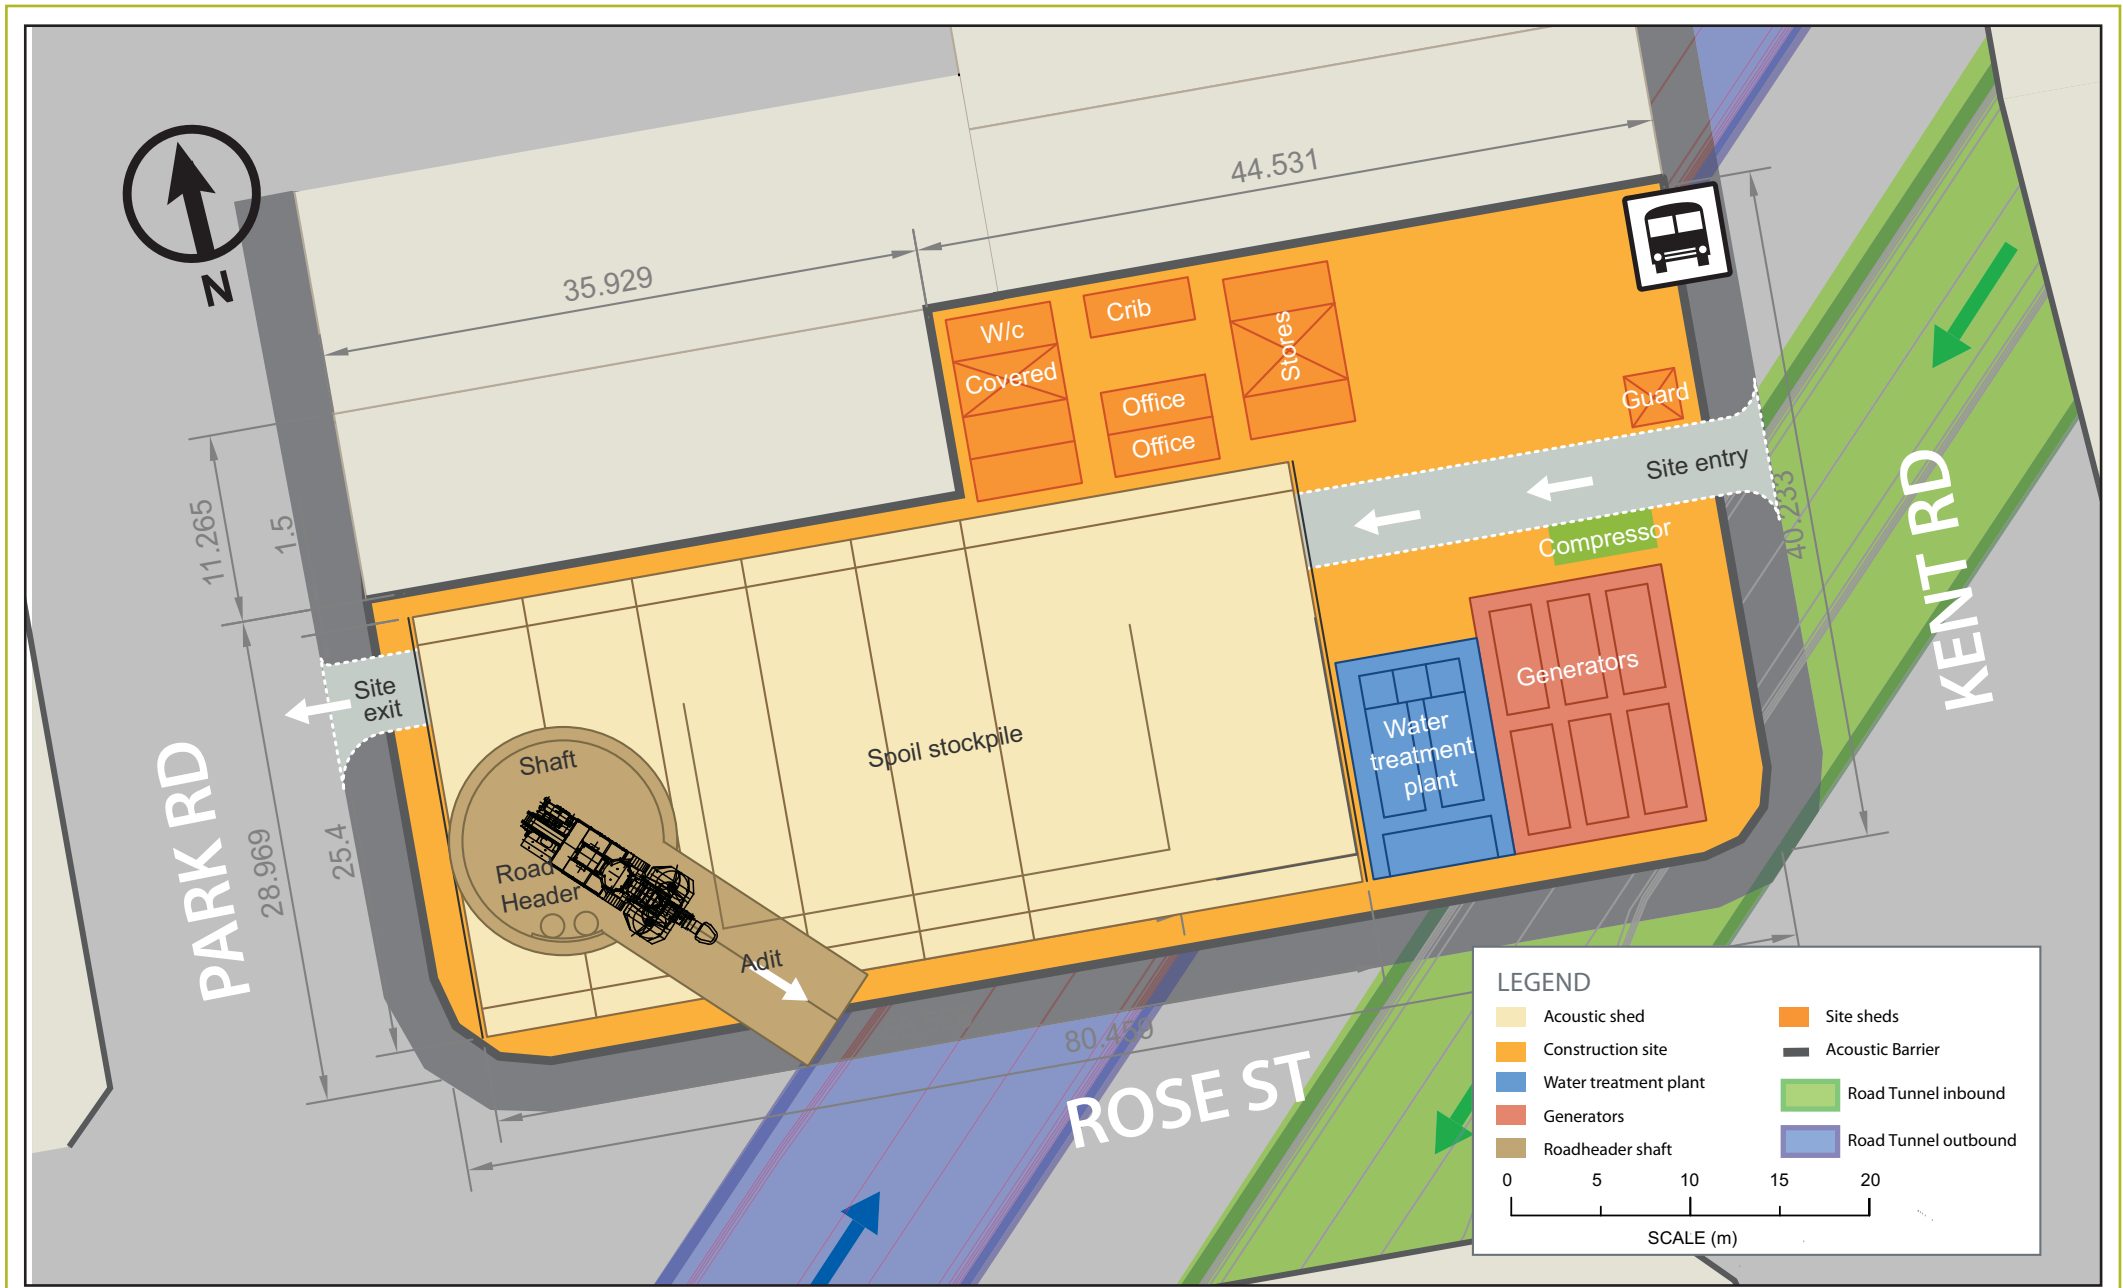 N
35.929
44.531
11.265
1.5
28.969
25.4
40.233
80.459
W/c
Covered
Crib
Office
Office
Stores
Guard
Site entry
Compressor
Generators
Water
treatment
plant
Spoil stockpile
Site
exit
Shaft
Road
Header
Adit
PARK RD
KENT RD
ROSE ST
LEGEND
Acoustic shed
Construction site
Water treatment plant
Generators
Roadheader shaft
Site sheds
Acoustic Barrier
Road Tunnel inbound
Road Tunnel outbound
0 5 10 15 20
SCALE (m)